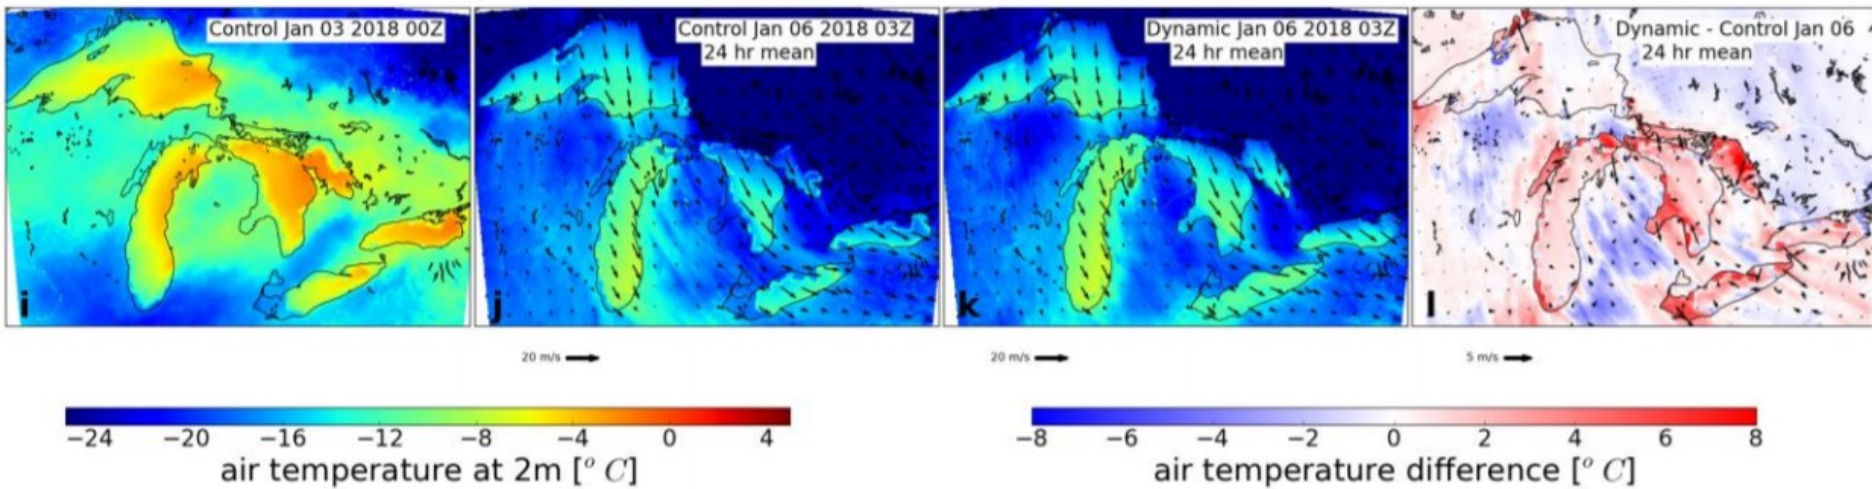 Control Jan 03 2018 00Z
Control Jan 06 2018 03Z
24 hr mean
Dynamic Jan 06 2018 03Z
24 hr mean
Dynamic - Control Jan 06
24 hr mean
i
j
k
l
20 m/s
20 m/s
5 m/s
−24 −20 −16 −12 −8 −4 0 4
air temperature at 2m [° C]
−8 −6 −4 −2 0 2 4 6 8
air temperature difference [° C]